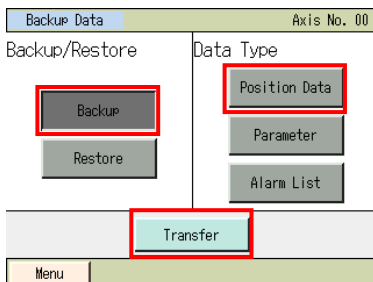 Backup Data Axis No. 00
Backup/Restore
Data Type
Backup
Restore
Position Data
Parameter
Alarm List
Transfer
Menu